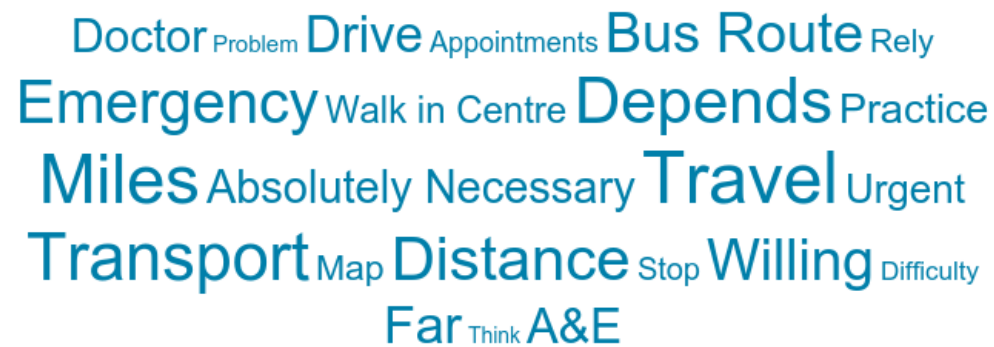 Doctor Problem Drive Appointments Bus Route Rely
Emergency Walk in Centre Depends Practice
Miles Absolutely Necessary Travel Urgent
Transport Map Distance Stop Willing Difficulty
Far Think A&E